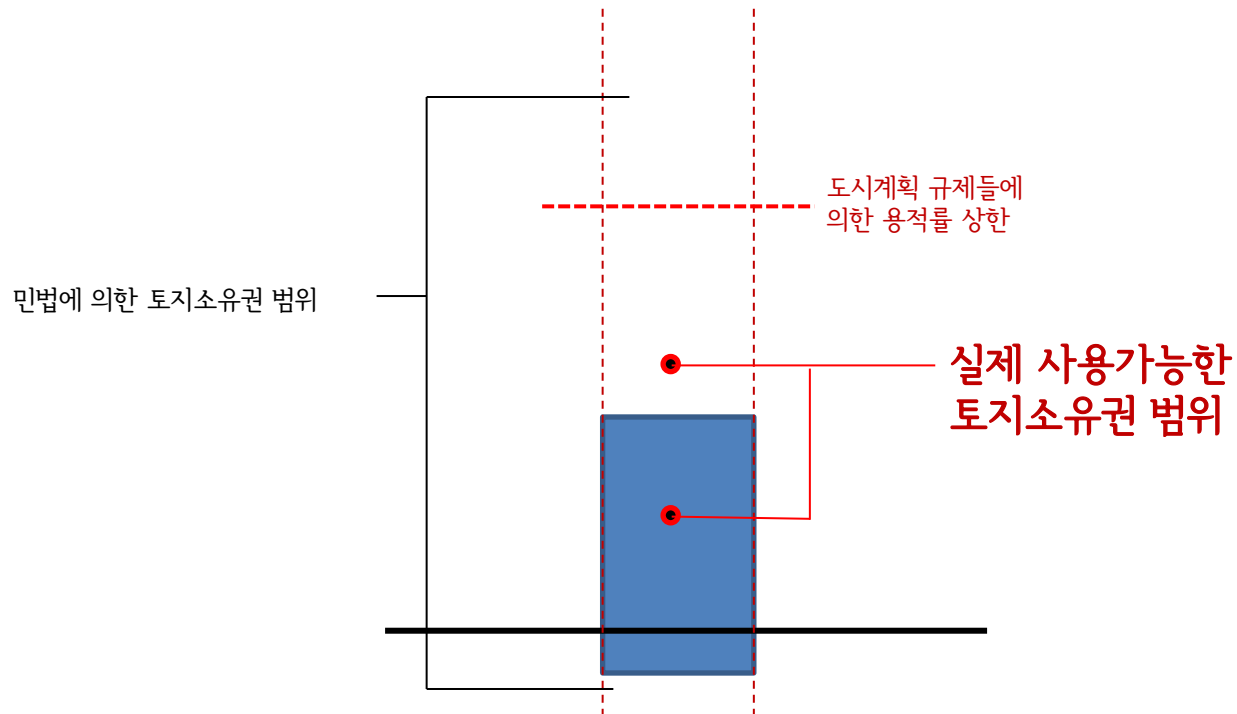 도시계획 규제들에
의한 용적률 상한
민법에 의한 토지소유권 범위
실제 사용가능한
토지소유권 범위